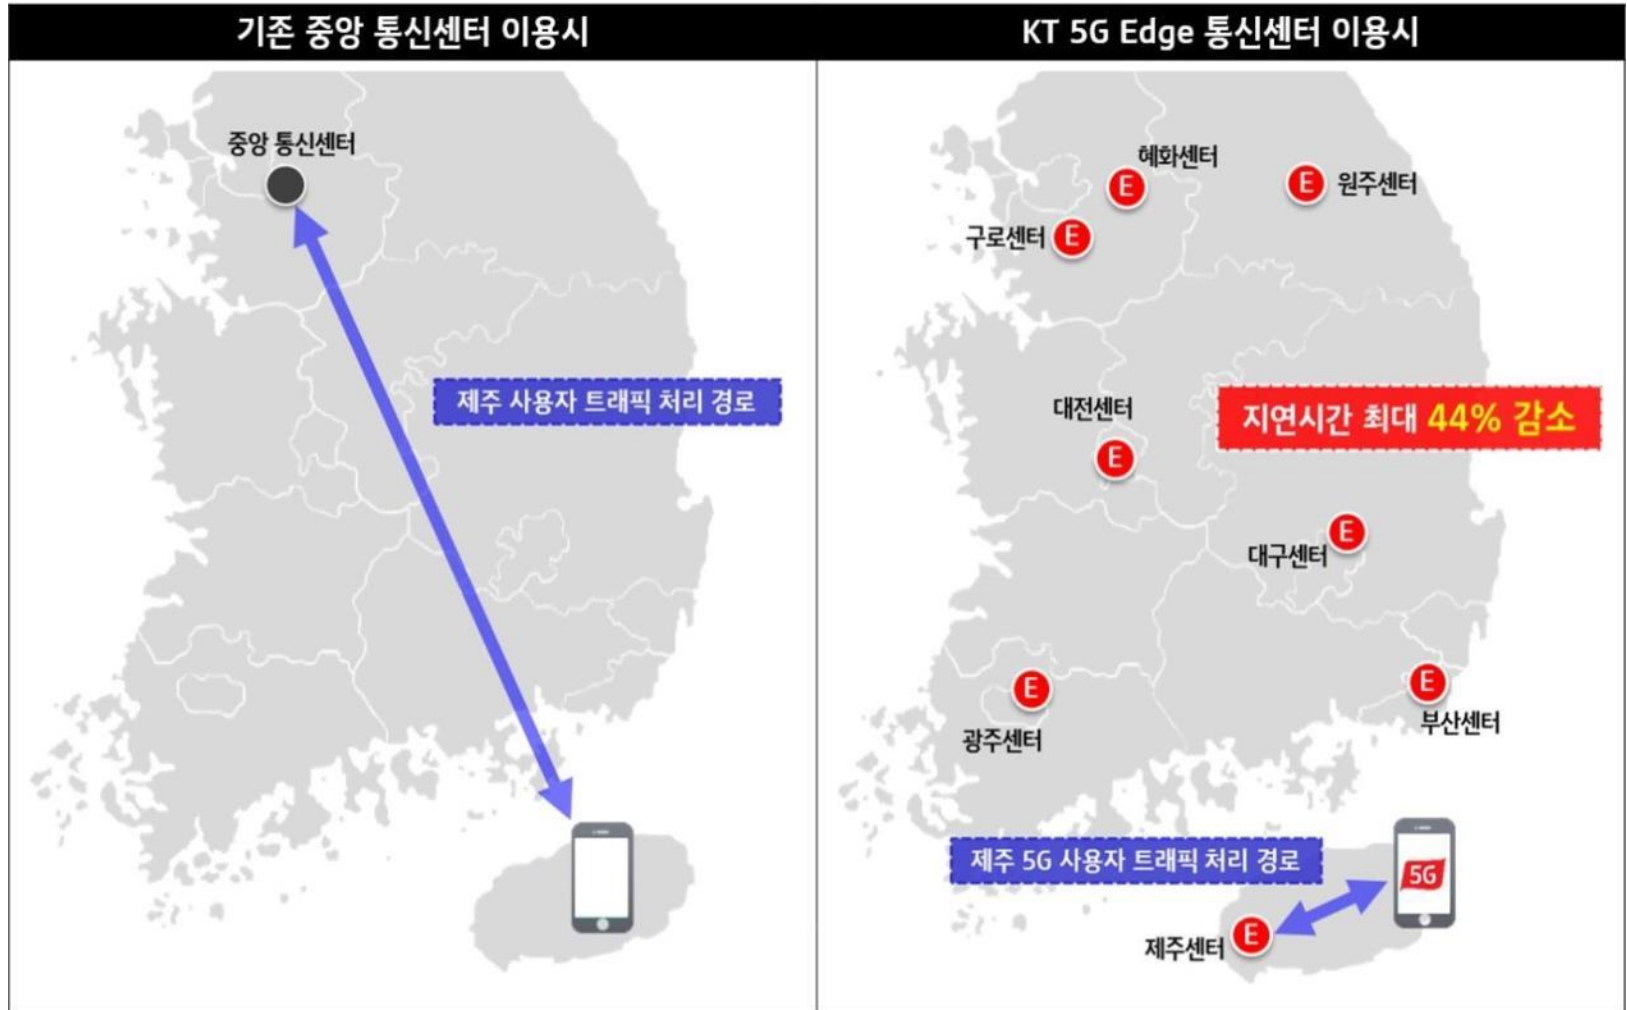 기존 중앙 통신센터 이용시
중앙 통신센터
제주 사용자 트래픽 처리 경로
KT 5G Edge 통신센터 이용시
혜화센터
E
E
원주센터
구로센터
E
대전센터
E
지연시간 최대 44% 감소
E
대구센터
E
광주센터
E
부산센터
제주 5G 사용자 트래픽 처리 경로
5G
제주센터
E